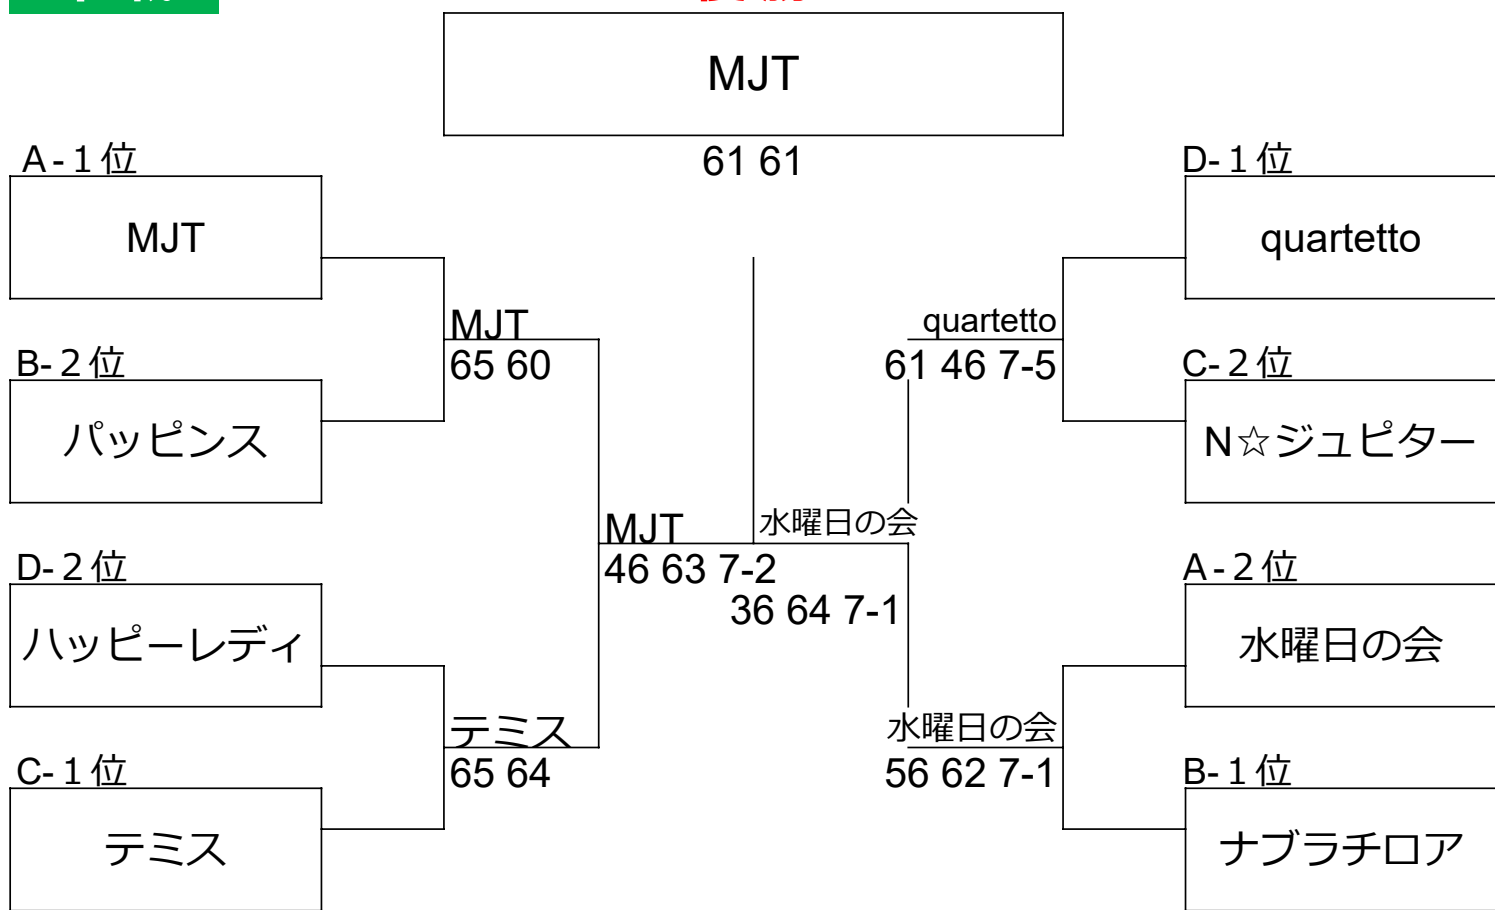 MJT
61 61
A-１位
MJT
B-２位
パッピンス
D-２位
ハッピーレディ
C-１位
テミス
MJT
65 60
テミス
65 64
MJT
46 63 7-2
水曜日の会
36 64 7-1
quartetto
61 46 7-5
水曜日の会
56 62 7-1
D-１位
quartetto
C-２位
N☆ジュピター
A-２位
水曜日の会
B-１位
ナブラチロア